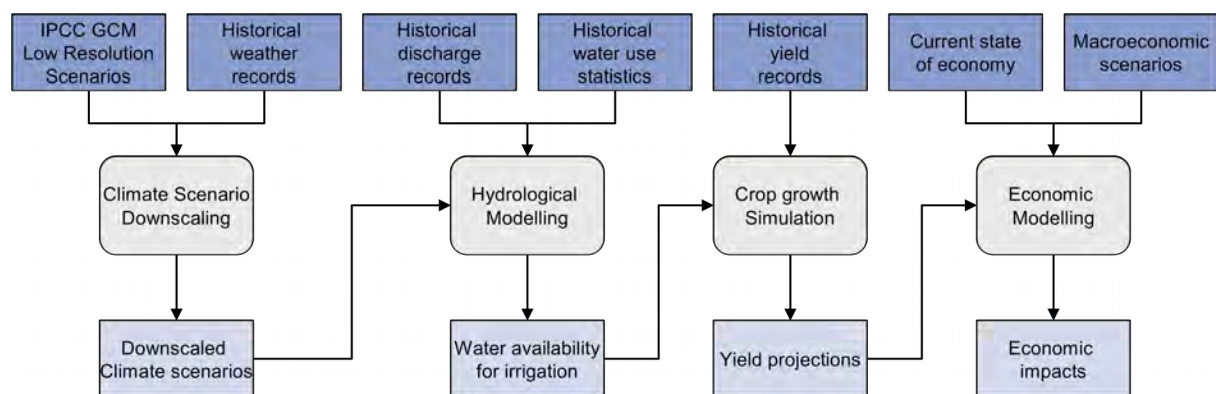 IPCC GCM
Low Resolution
Scenarios
Historical
weather
records
Historical
discharge
records
Historical
water use
statistics
Historical
yield
records
Current state
of economy
Macroeconomic
scenarios
Climate Scenario
Downscaling
Hydrological
Modelling
Crop growth
Simulation
Economic
Modelling
Downscaled
Climate scenarios
Water availability
for irrigation
Yield projections
Economic
impacts